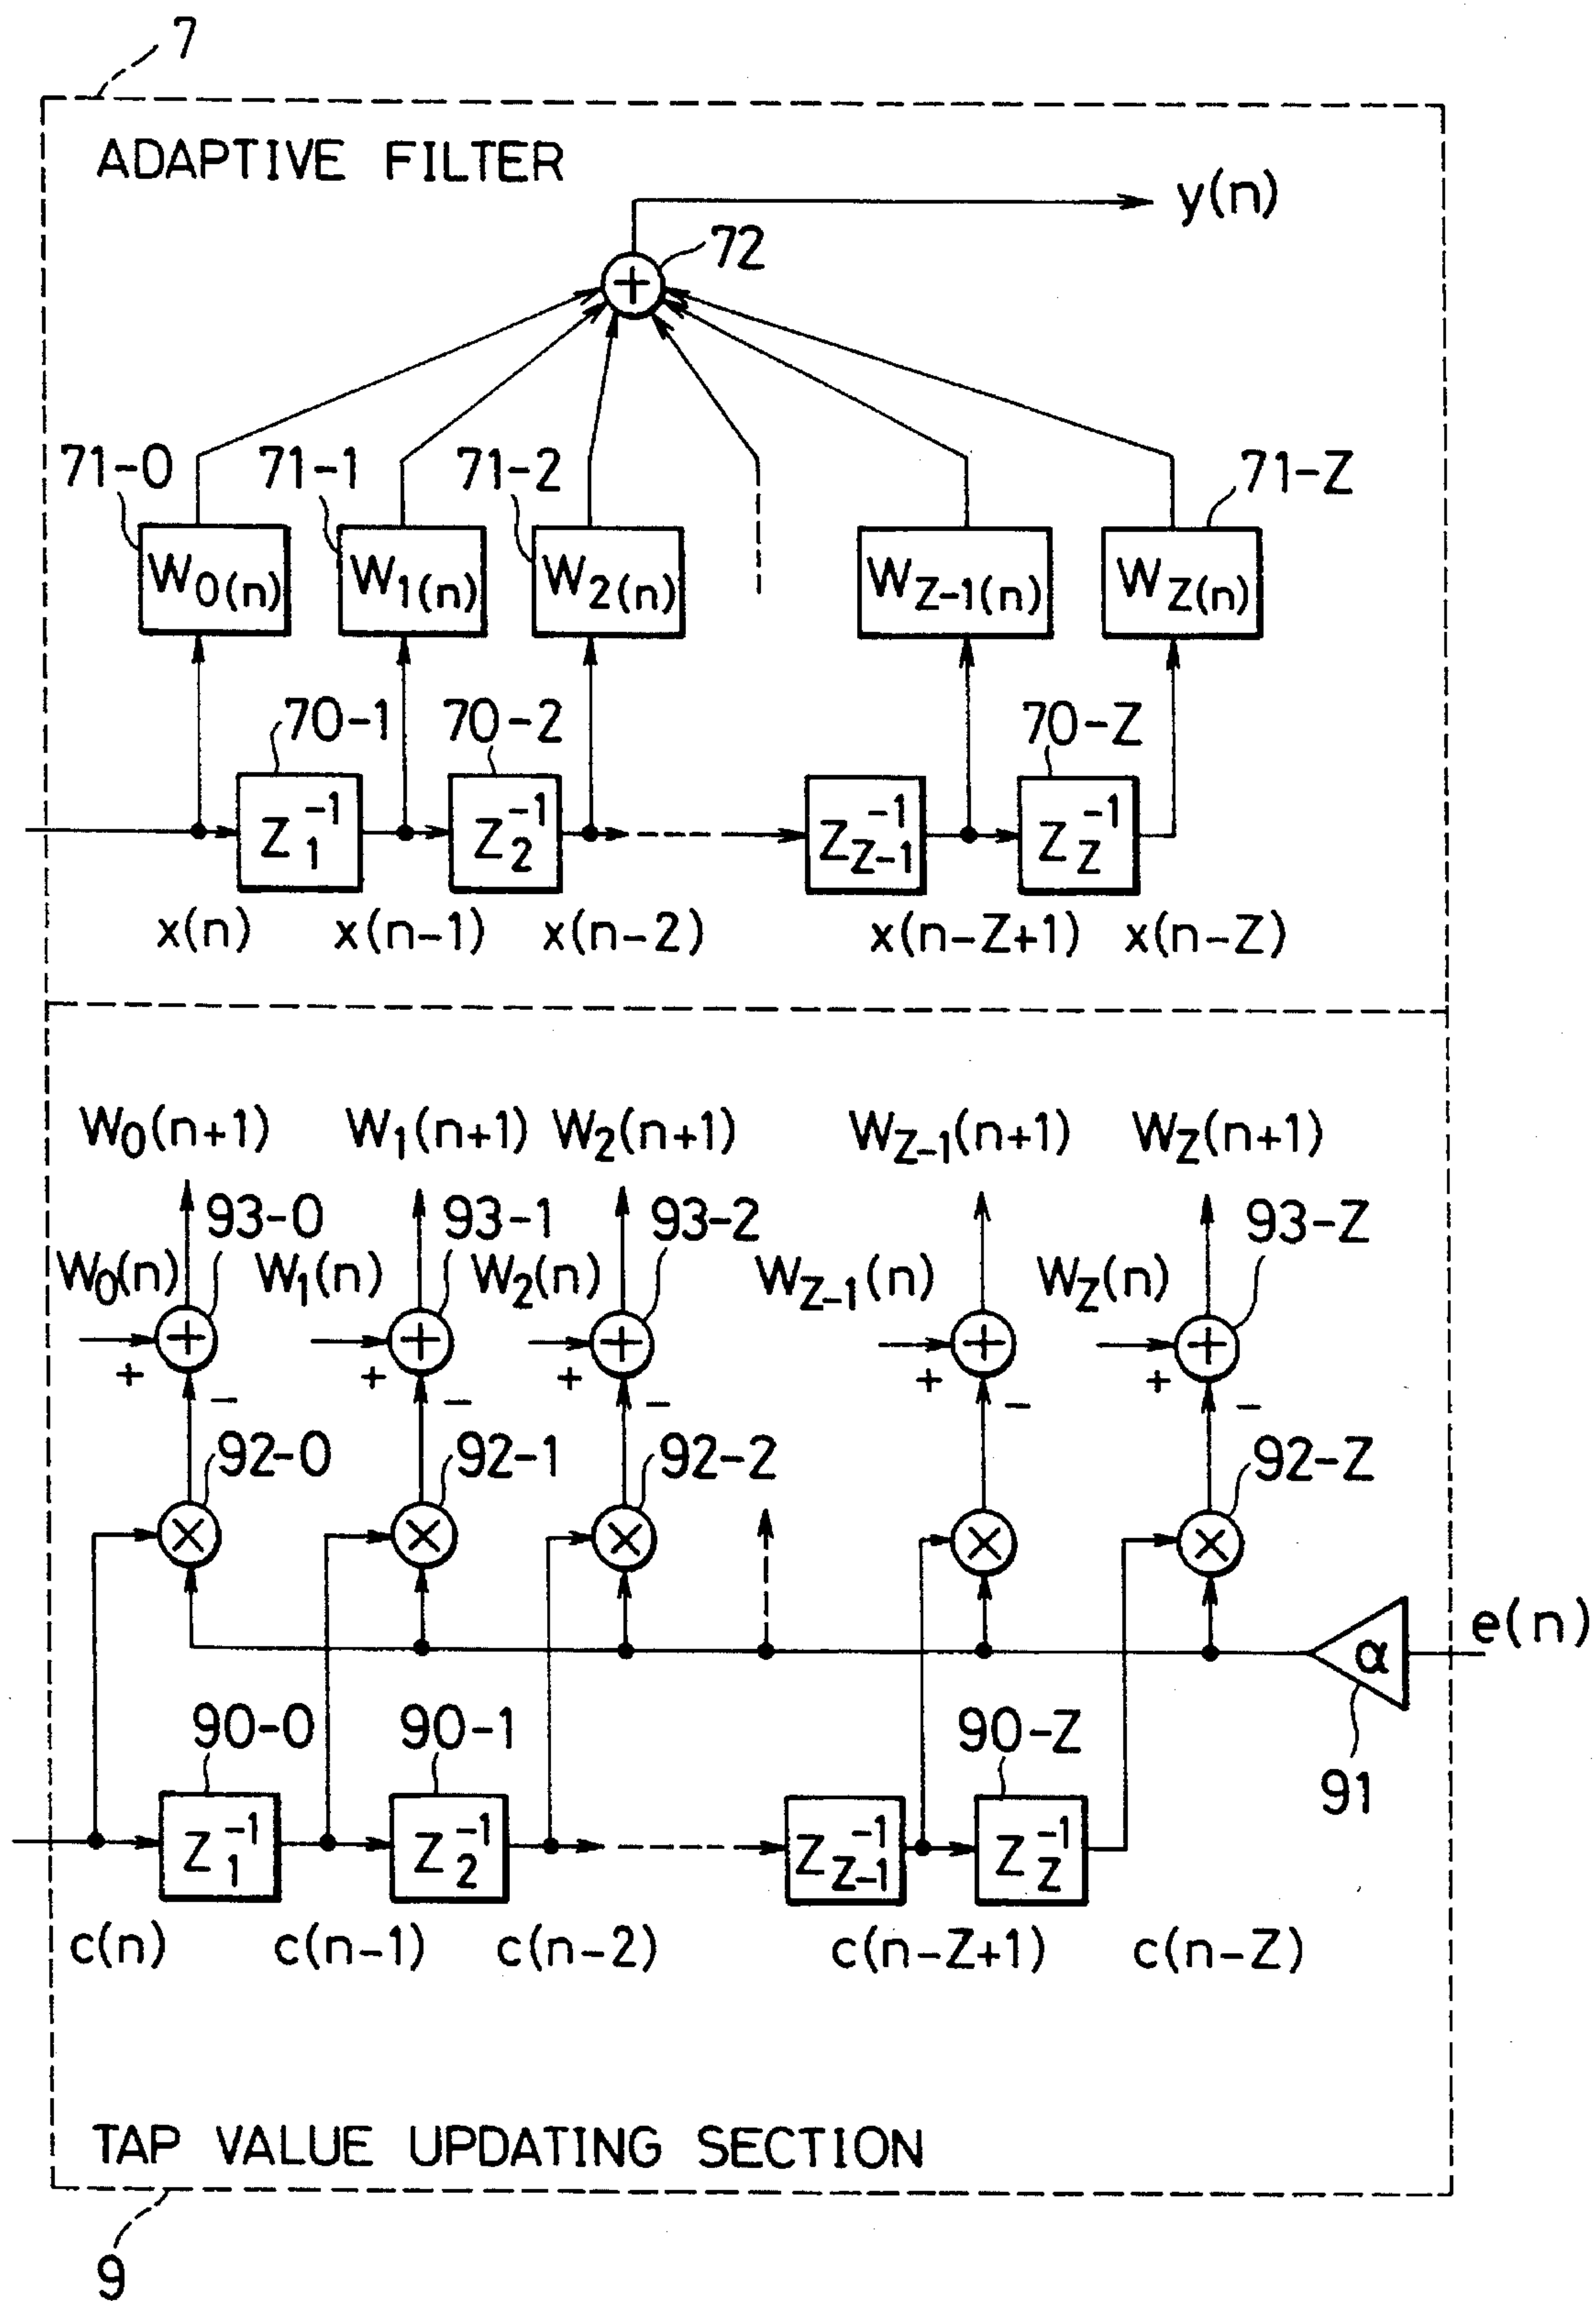 7
ADAPTIVE FILTER
y(n)
72
+
71-0 71-1 71-2 71-Z
W0(n) W1(n) W2(n) WZ-1(n) WZ(n)
70-1 70-2 70-Z
Z1^-1 Z2^-1 ZZ-1^-1 ZZ^-1
x(n) x(n-1) x(n-2) x(n-Z+1) x(n-Z)
W0(n+1) W1(n+1) W2(n+1) WZ-1(n+1) WZ(n+1)
93-0 93-1 93-2 93-Z
W0(n) W1(n) W2(n) WZ-1(n) WZ(n)
+ + + + +
+ + + + +
- - - - -
92-0 92-1 92-2 92-Z
× × × × ×
e(n)
α
91
90-0 90-1 90-Z
Z1^-1 Z2^-1 ZZ-1^-1 ZZ^-1
c(n) c(n-1) c(n-2) c(n-Z+1) c(n-Z)
TAP VALUE UPDATING SECTION
9